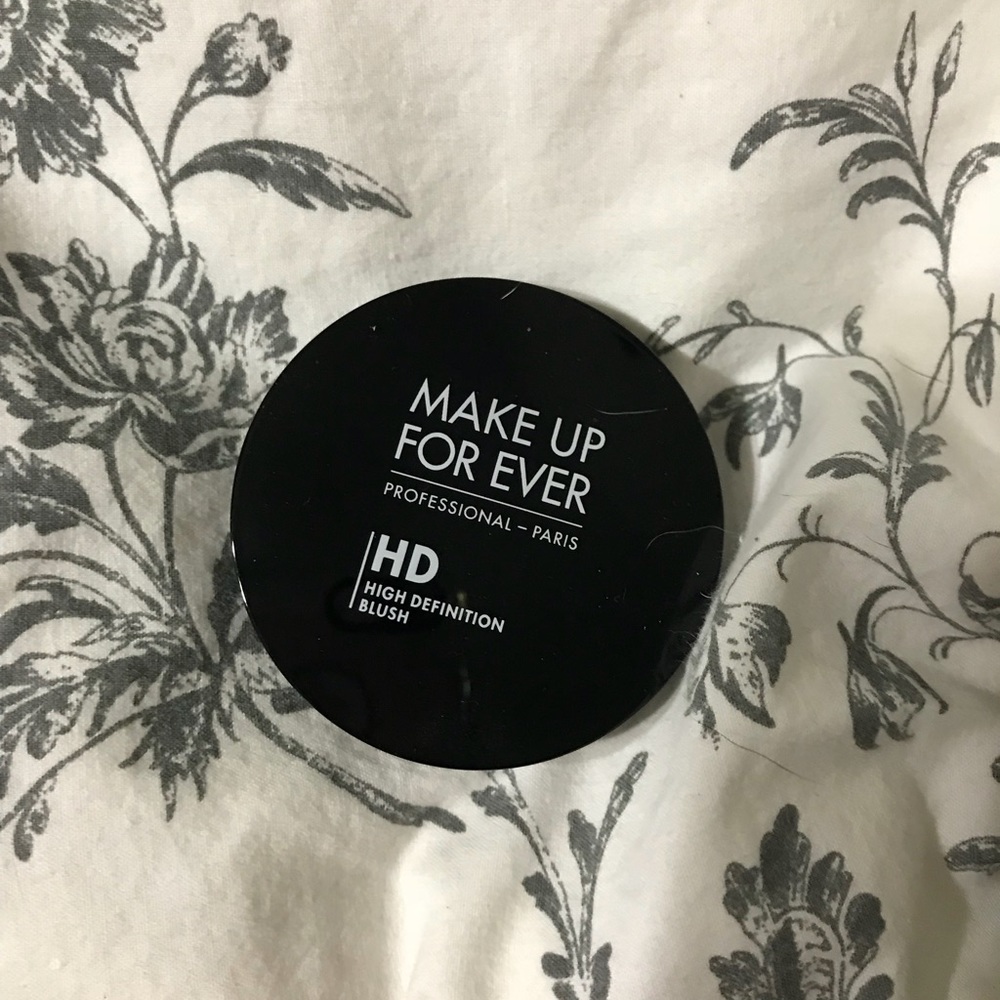 MAKE UP
FOR EVER
PROFESSIONAL – PARIS
HD
HIGH DEFINITION
BLUSH